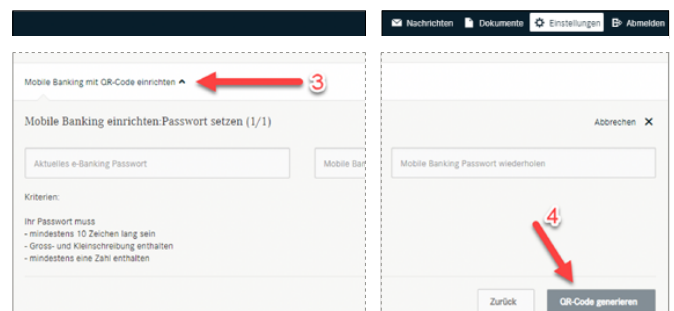 Nachrichten Dokumente Einstellungen Abmelden
Mobile Banking mit QR-Code einrichten
3
Mobile Banking einrichten:Passwort setzen (1/1)
Abbrechen X
Aktuelles e-Banking Passwort
Mobile Ban
Mobile Banking Passwort wiederholen
Kriterien:
Ihr Passwort muss
- mindestens 10 Zeichen lang sein
- Gross- und Kleinschreibung enthalten
- mindestens eine Zahl enthalten
4
Zurück
QR-Code generieren